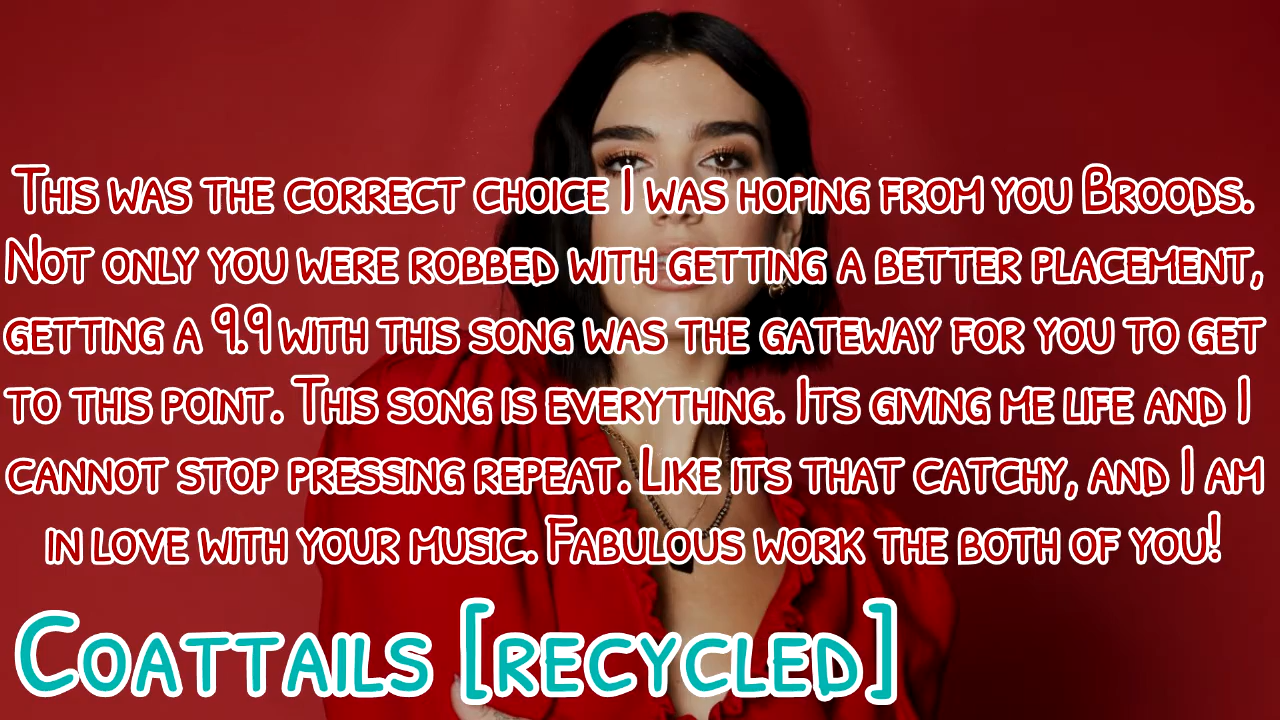 This was the correct choice I was hoping from you Broods.
Not only you were robbed with getting a better placement,
getting a 9.9 with this song was the gateway for you to get
to this point. This song is everything. Its giving me life and I
cannot stop pressing repeat. Like its that catchy, and I am
in love with your music. Fabulous work the both of you!
Coattails [recycled]